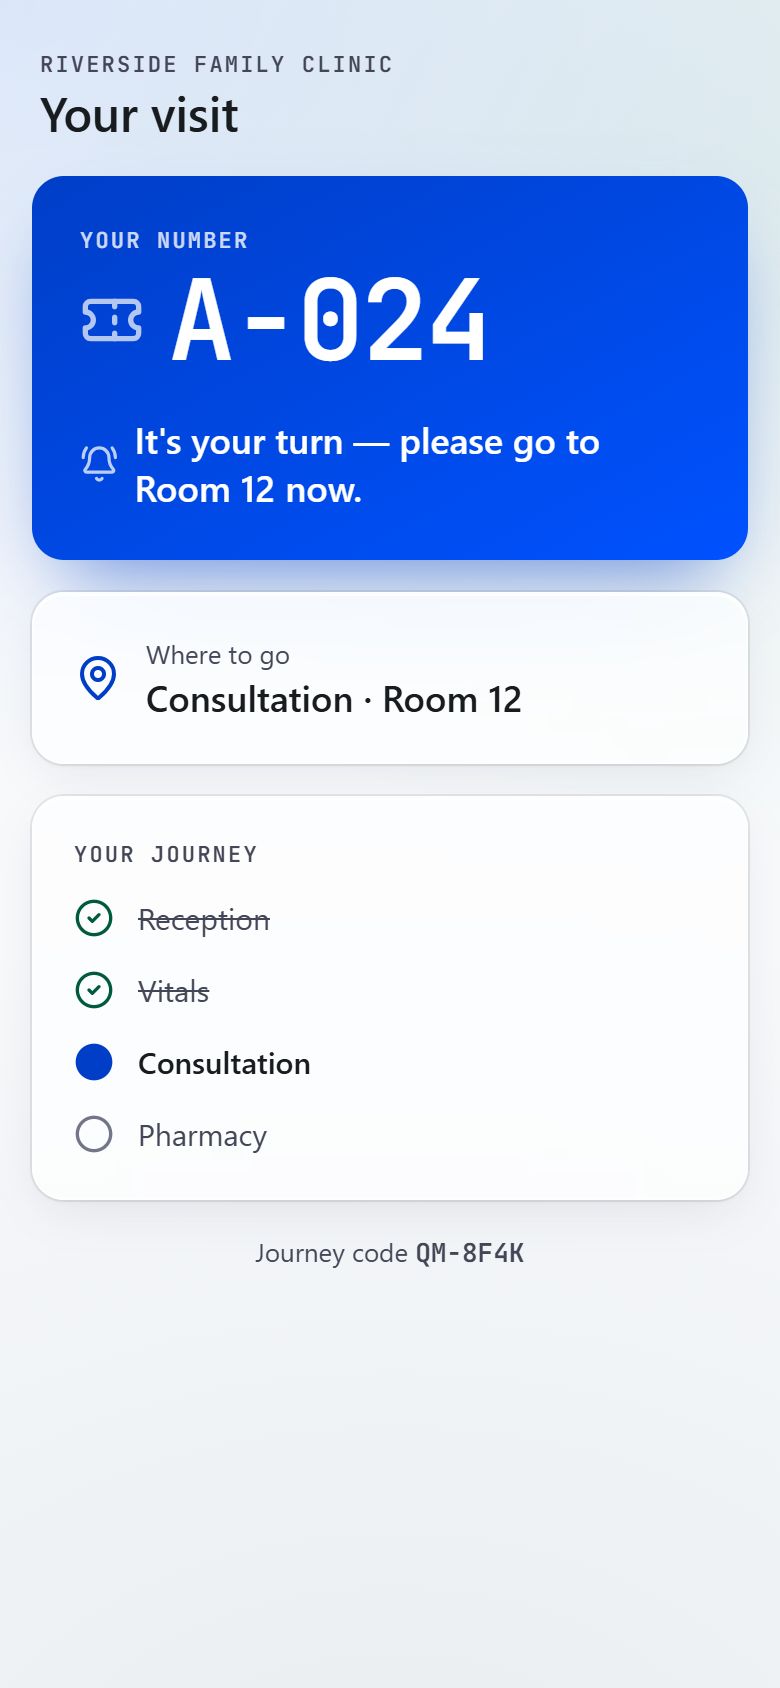 RIVERSIDE FAMILY CLINIC
Your visit
YOUR NUMBER
A-024
It's your turn — please go to
Room 12 now.
Where to go
Consultation · Room 12
YOUR JOURNEY
Reception
Vitals
Consultation
Pharmacy
Journey code QM-8F4K